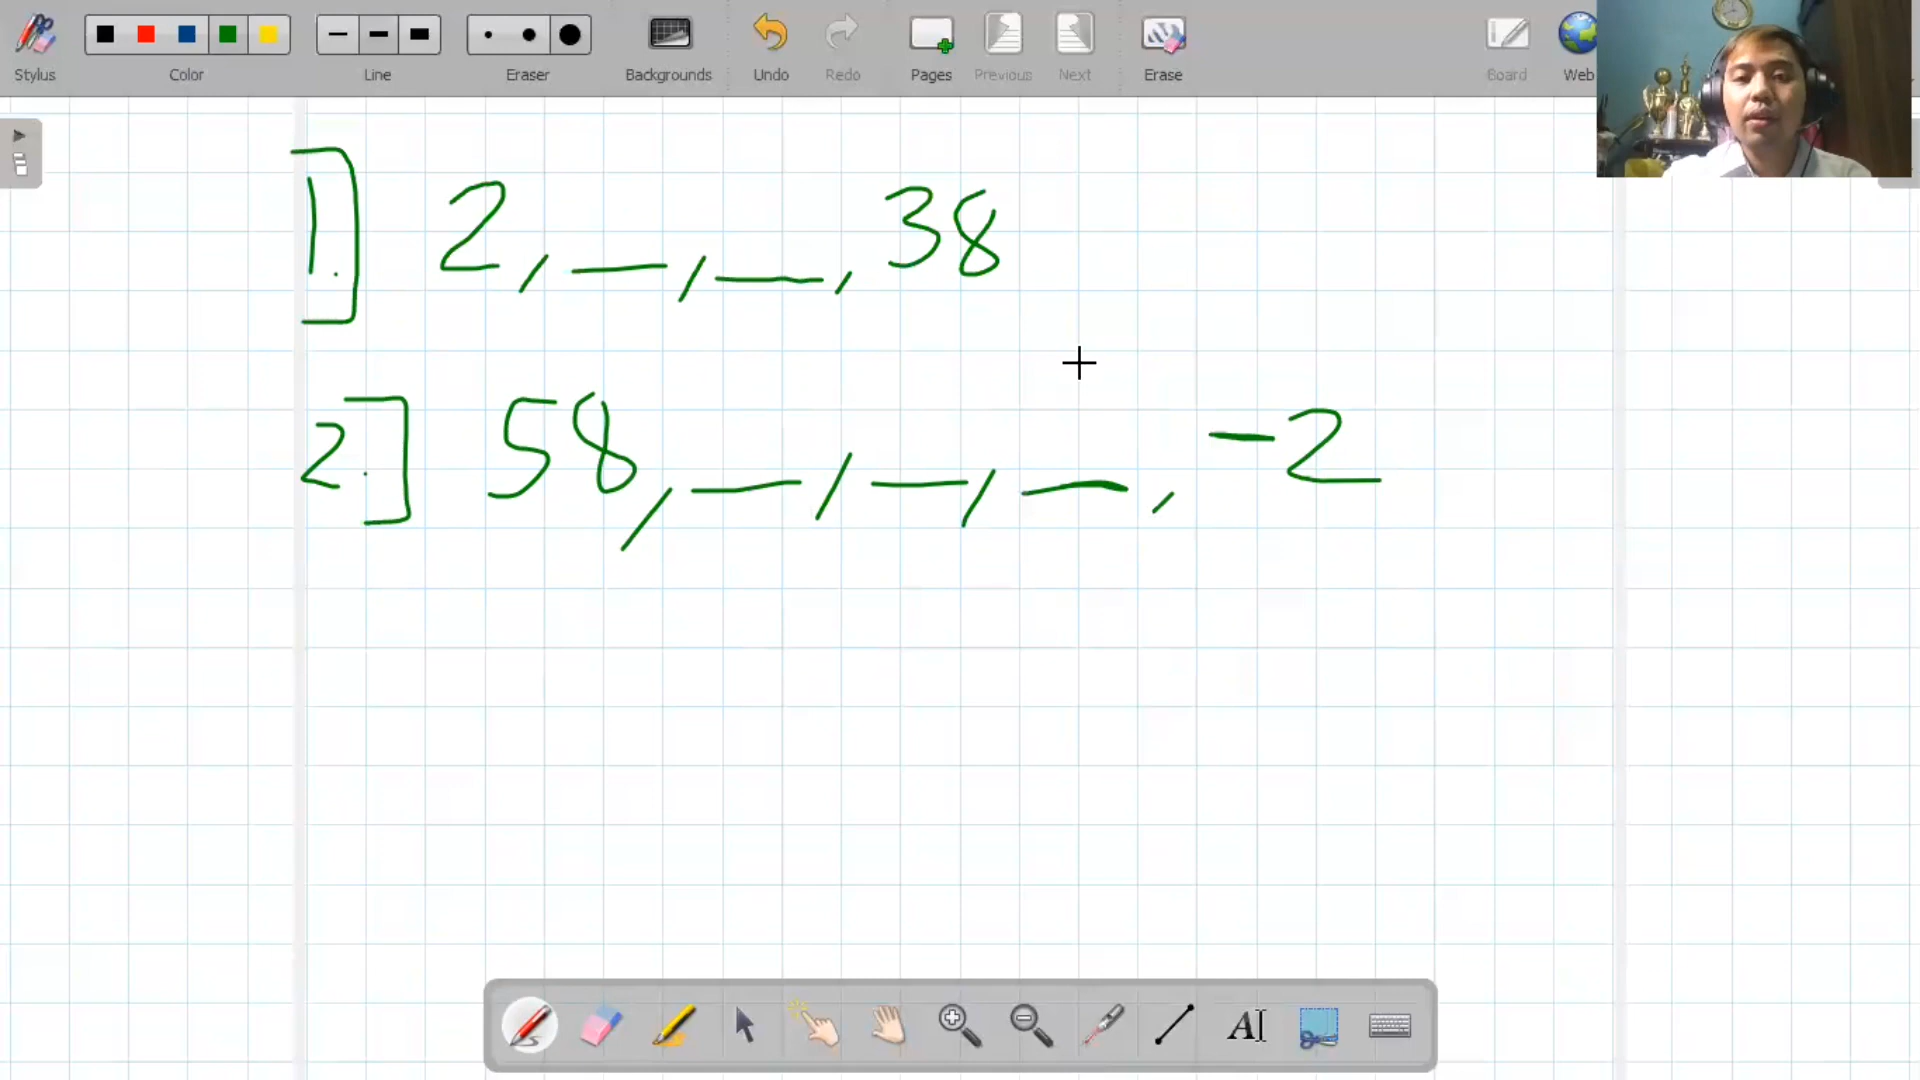 Stylus Color Line Eraser Backgrounds Undo Redo Pages Previous Next Erase Board Web
1. 2, __, __, 38
2. 58, __, __, __, -2
AI